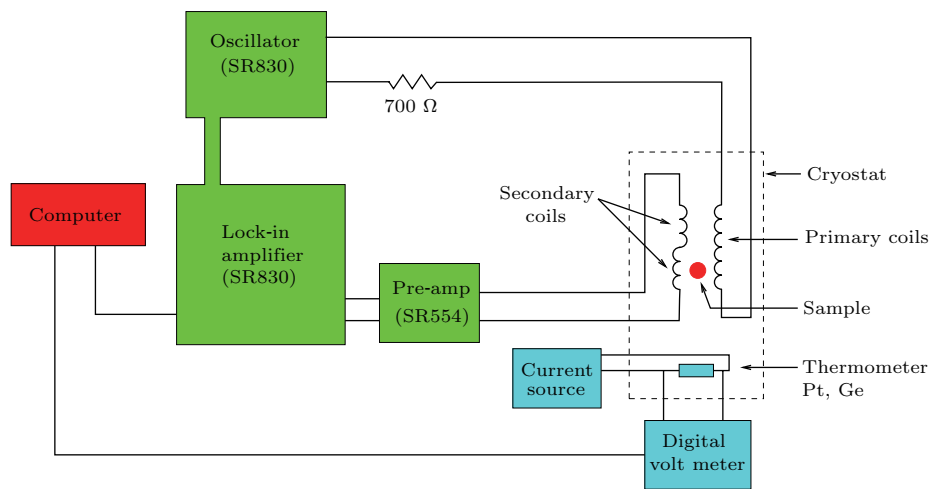 Oscillator
(SR830)
700 Ω
Cryostat
Secondary
coils
Computer
Lock-in
amplifier
(SR830)
Primary coils
Pre-amp
(SR554)
Sample
Current
source
Thermometer
Pt, Ge
Digital
volt meter